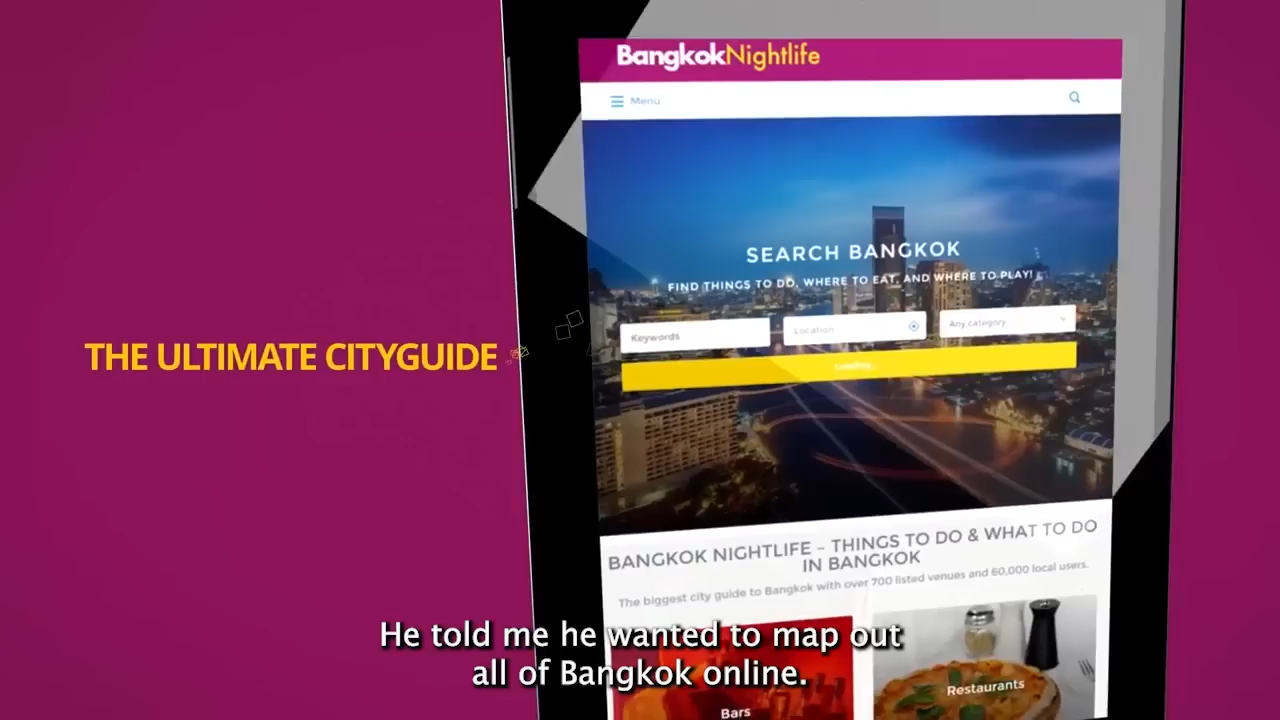 BangkokNightlife
Menu
SEARCH BANGKOK
FIND THINGS TO DO, WHERE TO EAT, AND WHERE TO PLAY!
Keywords
Location
Any category
THE ULTIMATE CITYGUIDE
BANGKOK NIGHTLIFE – THINGS TO DO & WHAT TO DO
IN BANGKOK
The biggest city guide to Bangkok with over 700 listed venues and 60,000 local users.
He told me he wanted to map out
all of Bangkok online.
Restaurants
Bars